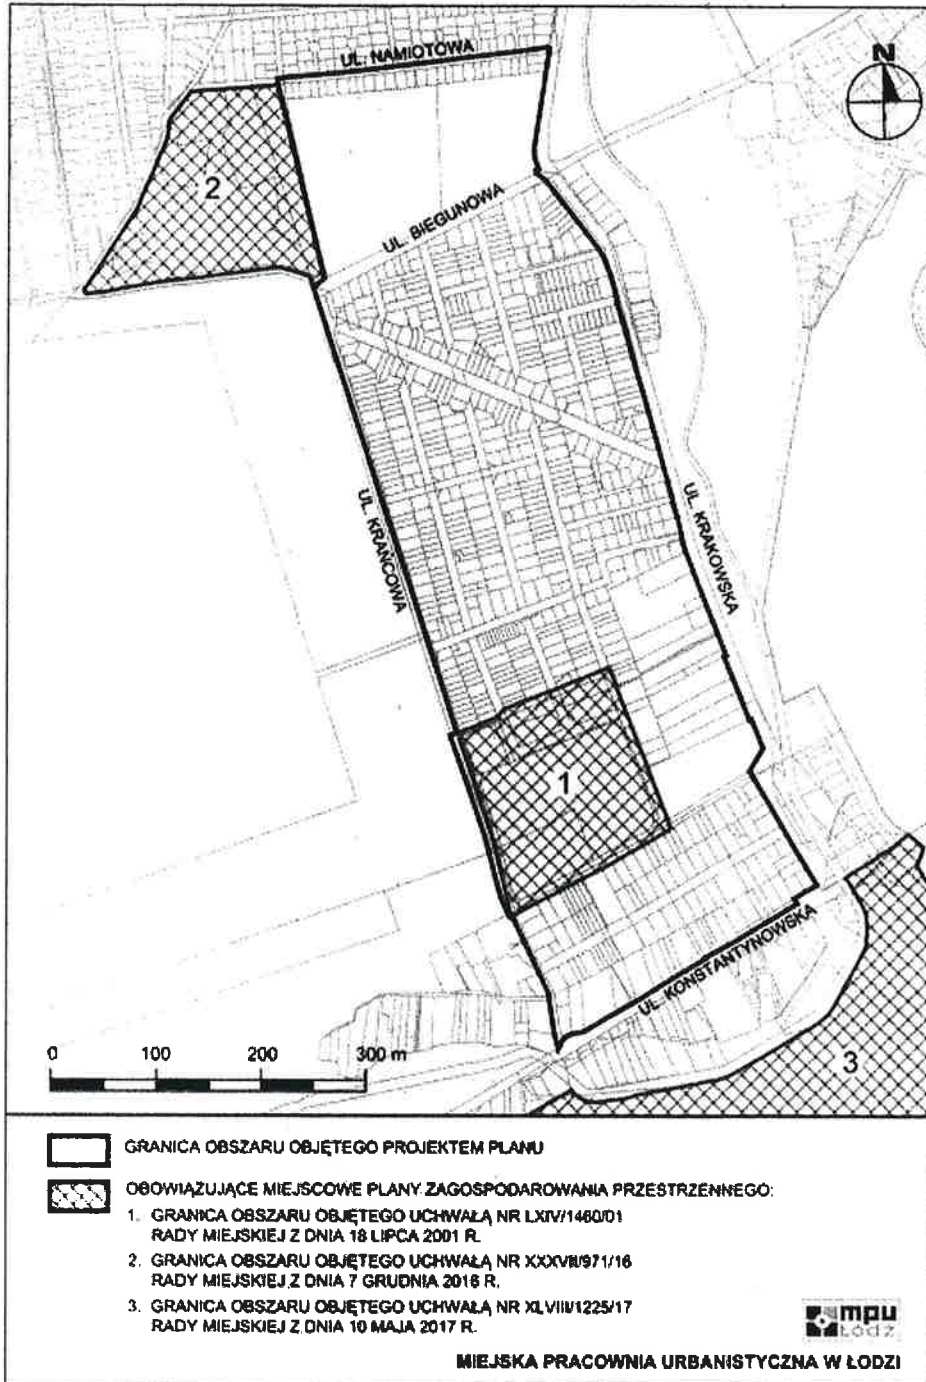 UL. NAMIOTOWA
N
2
UL. BIEGUNOWA
UL. KRAŃCOWA
UL. KRAKOWSKA
1
UL. KONSTANTYNOWSKA
3
0 100 200 300 m
GRANICA OBSZARU OBJĘTEGO PROJEKTEM PLANU
OBOWIĄZUJĄCE MIEJSCOWE PLANY ZAGOSPODAROWANIA PRZESTRZENNEGO:
1. GRANICA OBSZARU OBJĘTEGO UCHWAŁĄ NR LXIV/1460/01
RADY MIEJSKIEJ Z DNIA 18 LIPCA 2001 R.
2. GRANICA OBSZARU OBJĘTEGO UCHWAŁĄ NR XXXVII/971/16
RADY MIEJSKIEJ Z DNIA 7 GRUDNIA 2016 R.
3. GRANICA OBSZARU OBJĘTEGO UCHWAŁĄ NR XLVIII/1225/17
RADY MIEJSKIEJ Z DNIA 10 MAJA 2017 R.
mpu
Łódź
MIEJSKA PRACOWNIA URBANISTYCZNA W ŁODZI